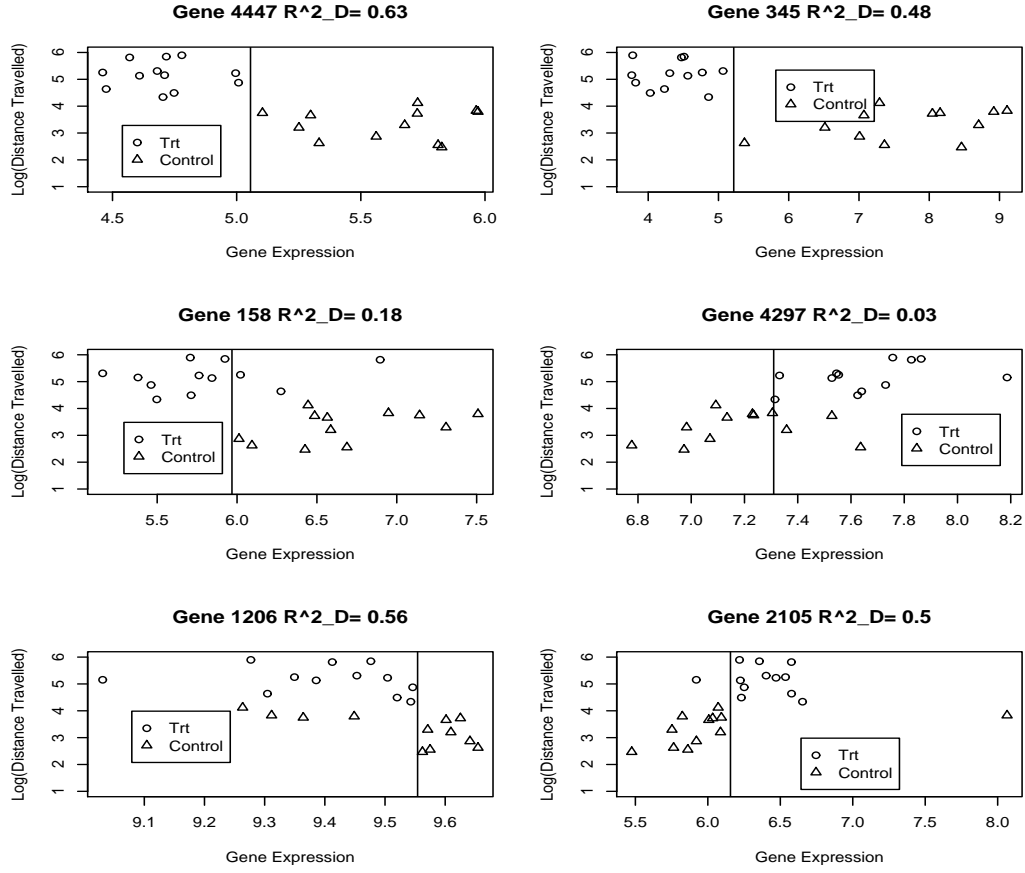 Gene 4447 R^2_D= 0.63
Log(Distance Travelled)
6
5
4
3
2
1
Trt
Control
4.5 5.0 5.5 6.0
Gene Expression
Gene 345 R^2_D= 0.48
Log(Distance Travelled)
6
5
4
3
2
1
Trt
Control
4 5 6 7 8 9
Gene Expression
Gene 158 R^2_D= 0.18
Log(Distance Travelled)
6
5
4
3
2
1
Trt
Control
5.5 6.0 6.5 7.0 7.5
Gene Expression
Gene 4297 R^2_D= 0.03
Log(Distance Travelled)
6
5
4
3
2
1
Trt
Control
6.8 7.0 7.2 7.4 7.6 7.8 8.0 8.2
Gene Expression
Gene 1206 R^2_D= 0.56
Log(Distance Travelled)
6
5
4
3
2
1
Trt
Control
9.1 9.2 9.3 9.4 9.5 9.6
Gene Expression
Gene 2105 R^2_D= 0.5
Log(Distance Travelled)
6
5
4
3
2
1
Trt
Control
5.5 6.0 6.5 7.0 7.5 8.0
Gene Expression